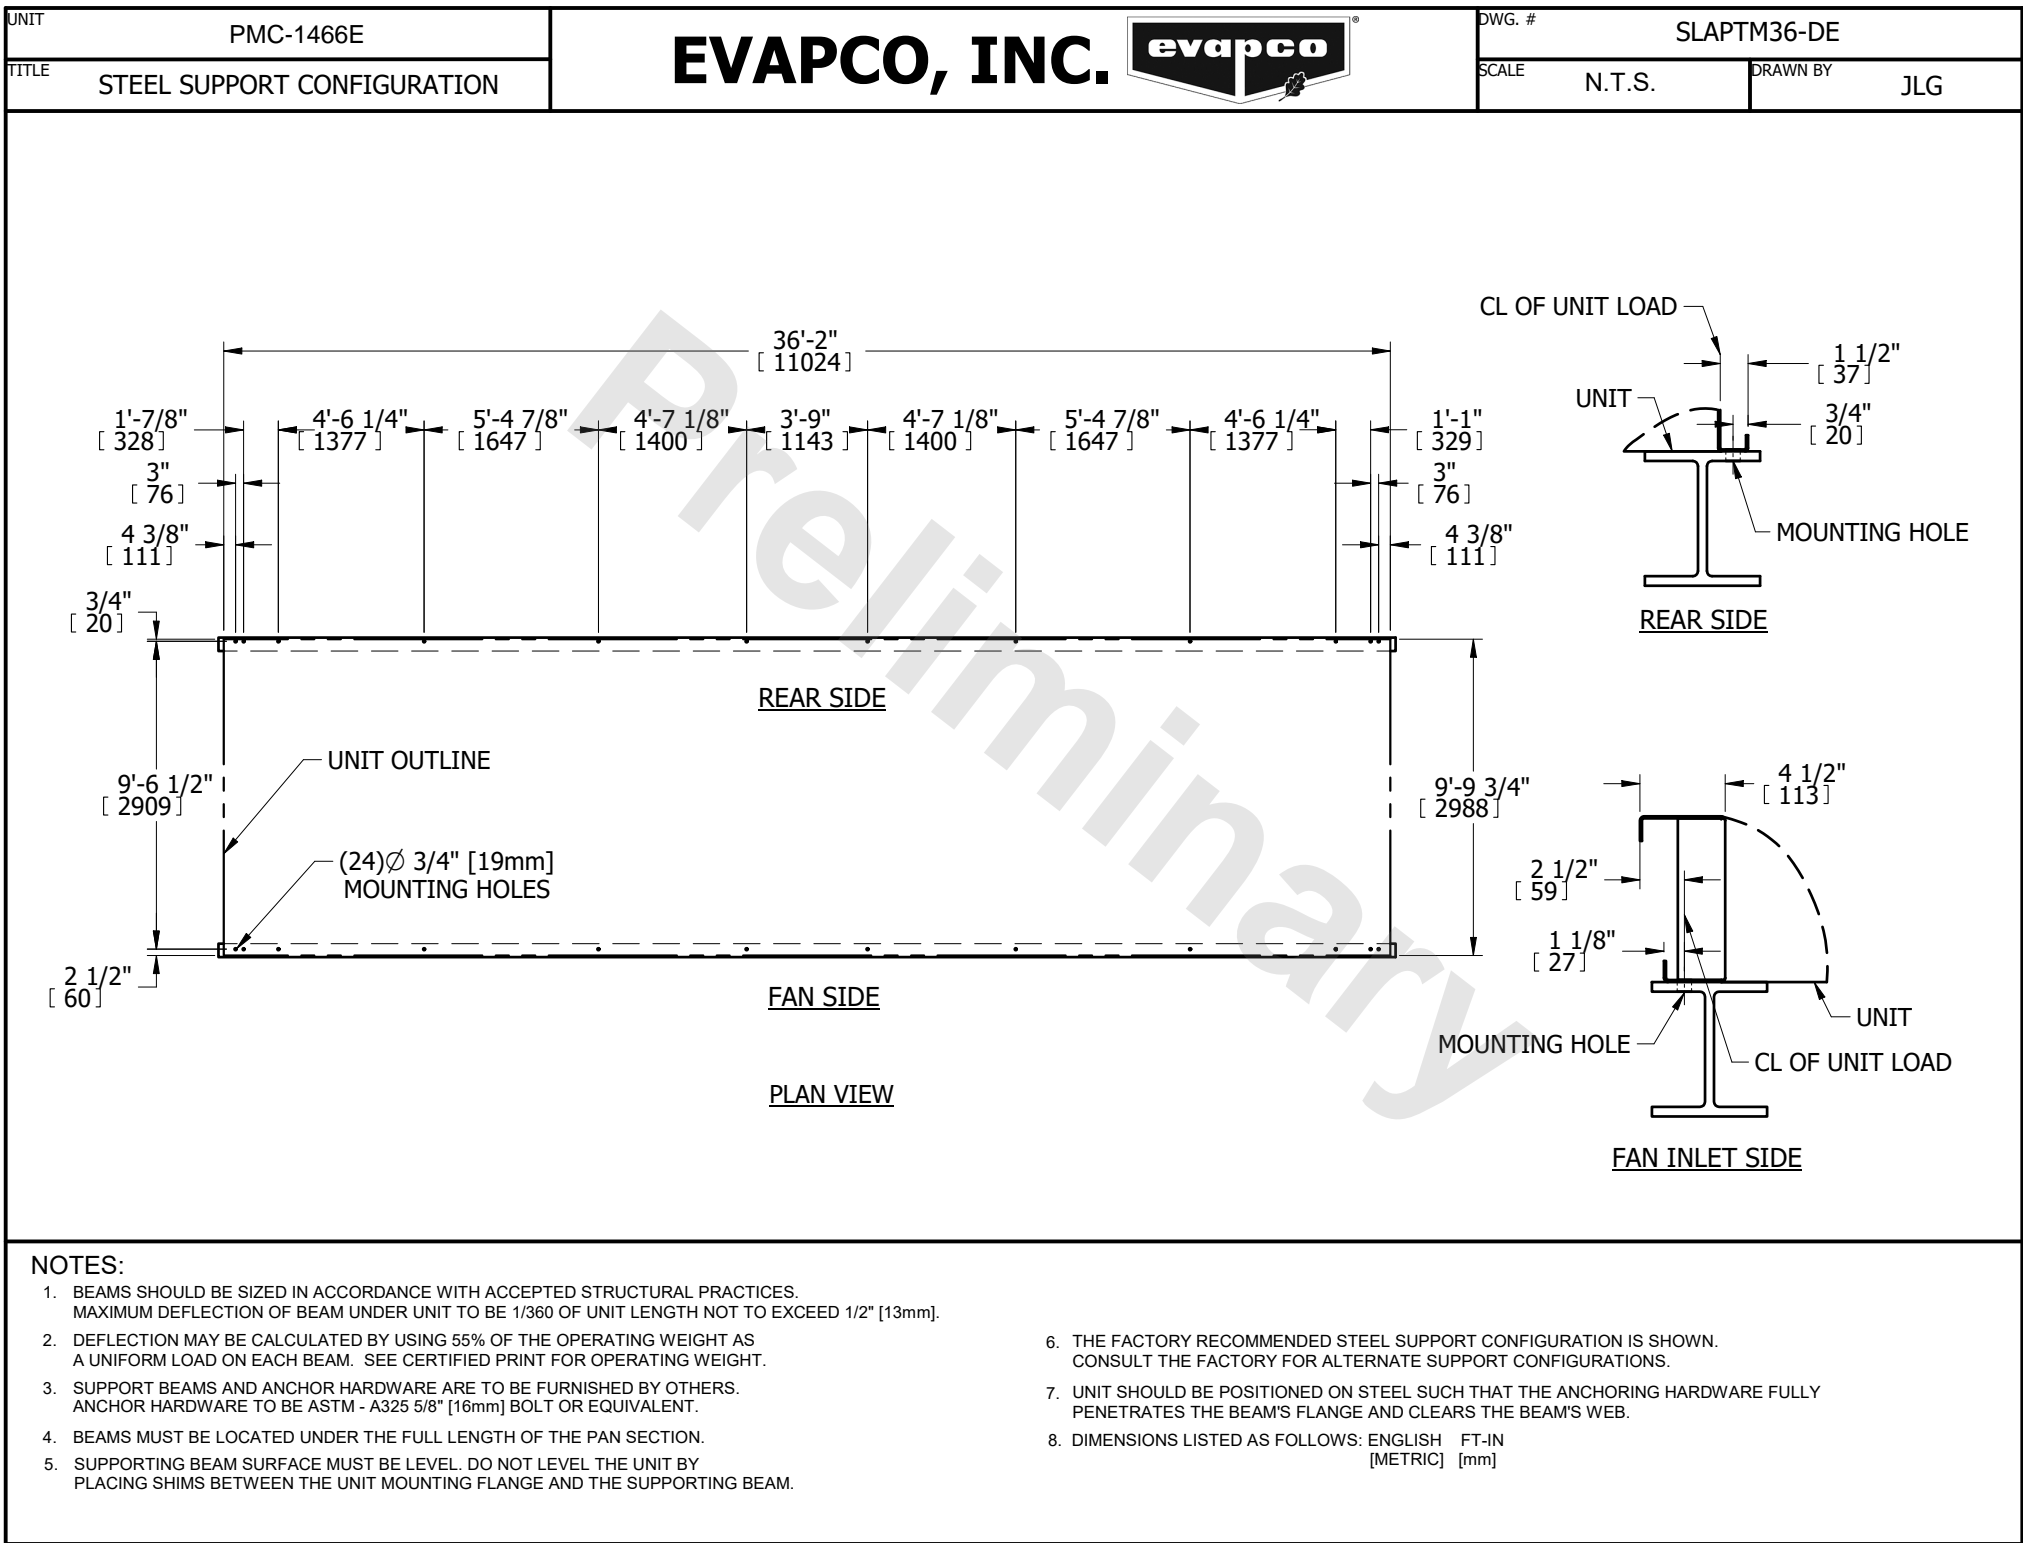 UNIT
PMC-1466E
TITLE
STEEL SUPPORT CONFIGURATION
EVAPCO, INC.
evapco
®
DWG. #
SLAPTM36-DE
SCALE
N.T.S.
DRAWN BY
JLG
36'-2"
[ 11024 ]
1'-7/8"
[ 328 ]
4'-6 1/4"
[ 1377 ]
5'-4 7/8"
[ 1647 ]
4'-7 1/8"
[ 1400 ]
3'-9"
[ 1143 ]
4'-7 1/8"
[ 1400 ]
5'-4 7/8"
[ 1647 ]
4'-6 1/4"
[ 1377 ]
1'-1"
[ 329 ]
3"
[ 76 ]
3"
[ 76 ]
4 3/8"
[ 111 ]
4 3/8"
[ 111 ]
3/4"
[ 20 ]
REAR SIDE
UNIT OUTLINE
9'-6 1/2"
[ 2909 ]
9'-9 3/4"
[ 2988 ]
(24)∅ 3/4" [19mm]
MOUNTING HOLES
2 1/2"
[ 60 ]
FAN SIDE
PLAN VIEW
Preliminary
CL OF UNIT LOAD
1 1/2"
[ 37 ]
UNIT
3/4"
[ 20 ]
MOUNTING HOLE
REAR SIDE
4 1/2"
[ 113 ]
2 1/2"
[ 59 ]
1 1/8"
[ 27 ]
UNIT
MOUNTING HOLE
CL OF UNIT LOAD
FAN INLET SIDE
NOTES:
1. BEAMS SHOULD BE SIZED IN ACCORDANCE WITH ACCEPTED STRUCTURAL PRACTICES.
MAXIMUM DEFLECTION OF BEAM UNDER UNIT TO BE 1/360 OF UNIT LENGTH NOT TO EXCEED 1/2" [13mm].
2. DEFLECTION MAY BE CALCULATED BY USING 55% OF THE OPERATING WEIGHT AS
A UNIFORM LOAD ON EACH BEAM. SEE CERTIFIED PRINT FOR OPERATING WEIGHT.
3. SUPPORT BEAMS AND ANCHOR HARDWARE ARE TO BE FURNISHED BY OTHERS.
ANCHOR HARDWARE TO BE ASTM - A325 5/8" [16mm] BOLT OR EQUIVALENT.
4. BEAMS MUST BE LOCATED UNDER THE FULL LENGTH OF THE PAN SECTION.
5. SUPPORTING BEAM SURFACE MUST BE LEVEL. DO NOT LEVEL THE UNIT BY
PLACING SHIMS BETWEEN THE UNIT MOUNTING FLANGE AND THE SUPPORTING BEAM.
6. THE FACTORY RECOMMENDED STEEL SUPPORT CONFIGURATION IS SHOWN.
CONSULT THE FACTORY FOR ALTERNATE SUPPORT CONFIGURATIONS.
7. UNIT SHOULD BE POSITIONED ON STEEL SUCH THAT THE ANCHORING HARDWARE FULLY
PENETRATES THE BEAM'S FLANGE AND CLEARS THE BEAM'S WEB.
8. DIMENSIONS LISTED AS FOLLOWS: ENGLISH FT-IN
[METRIC] [mm]